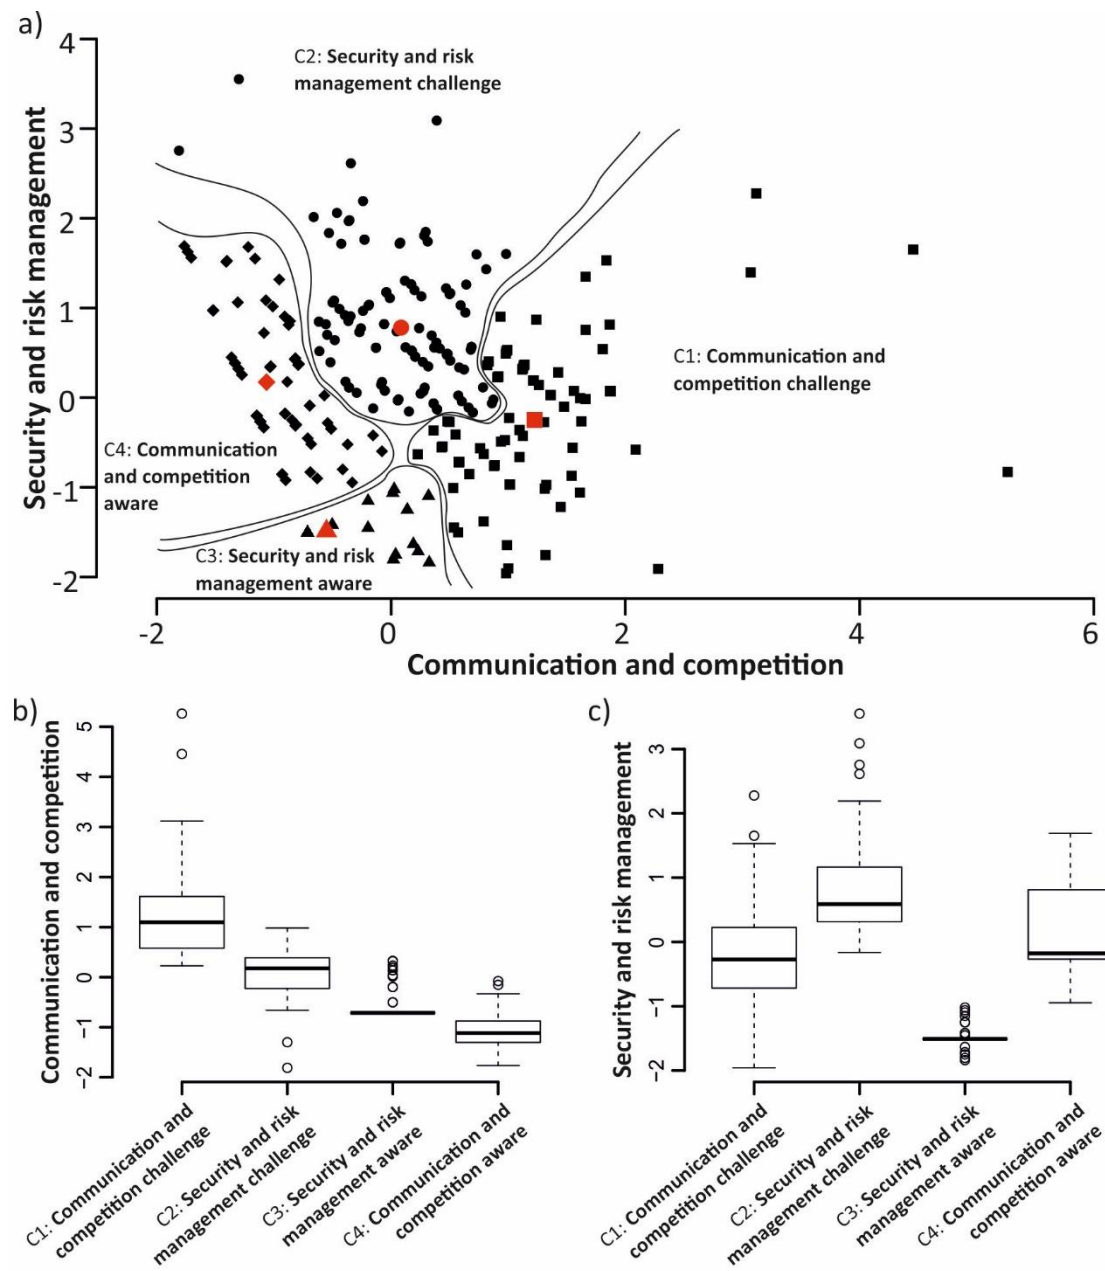 a)
4
3
2
1
0
-1
-2
Security and risk management
C2: Security and risk
management challenge
C1: Communication and
competition challenge
C4: Communication
and competition
aware
C3: Security and risk
management aware
-2
0
2
4
6
Communication and competition
b)
Communication and competition
5
4
3
2
1
0
-1
-2
C1: Communication and
competition challenge
C2: Security and risk
management challenge
C3: Security and risk
management aware
C4: Communication and
competition aware
c)
Security and risk management
3
2
1
0
-1
-2
C1: Communication and
competition challenge
C2: Security and risk
management challenge
C3: Security and risk
management aware
C4: Communication and
competition aware